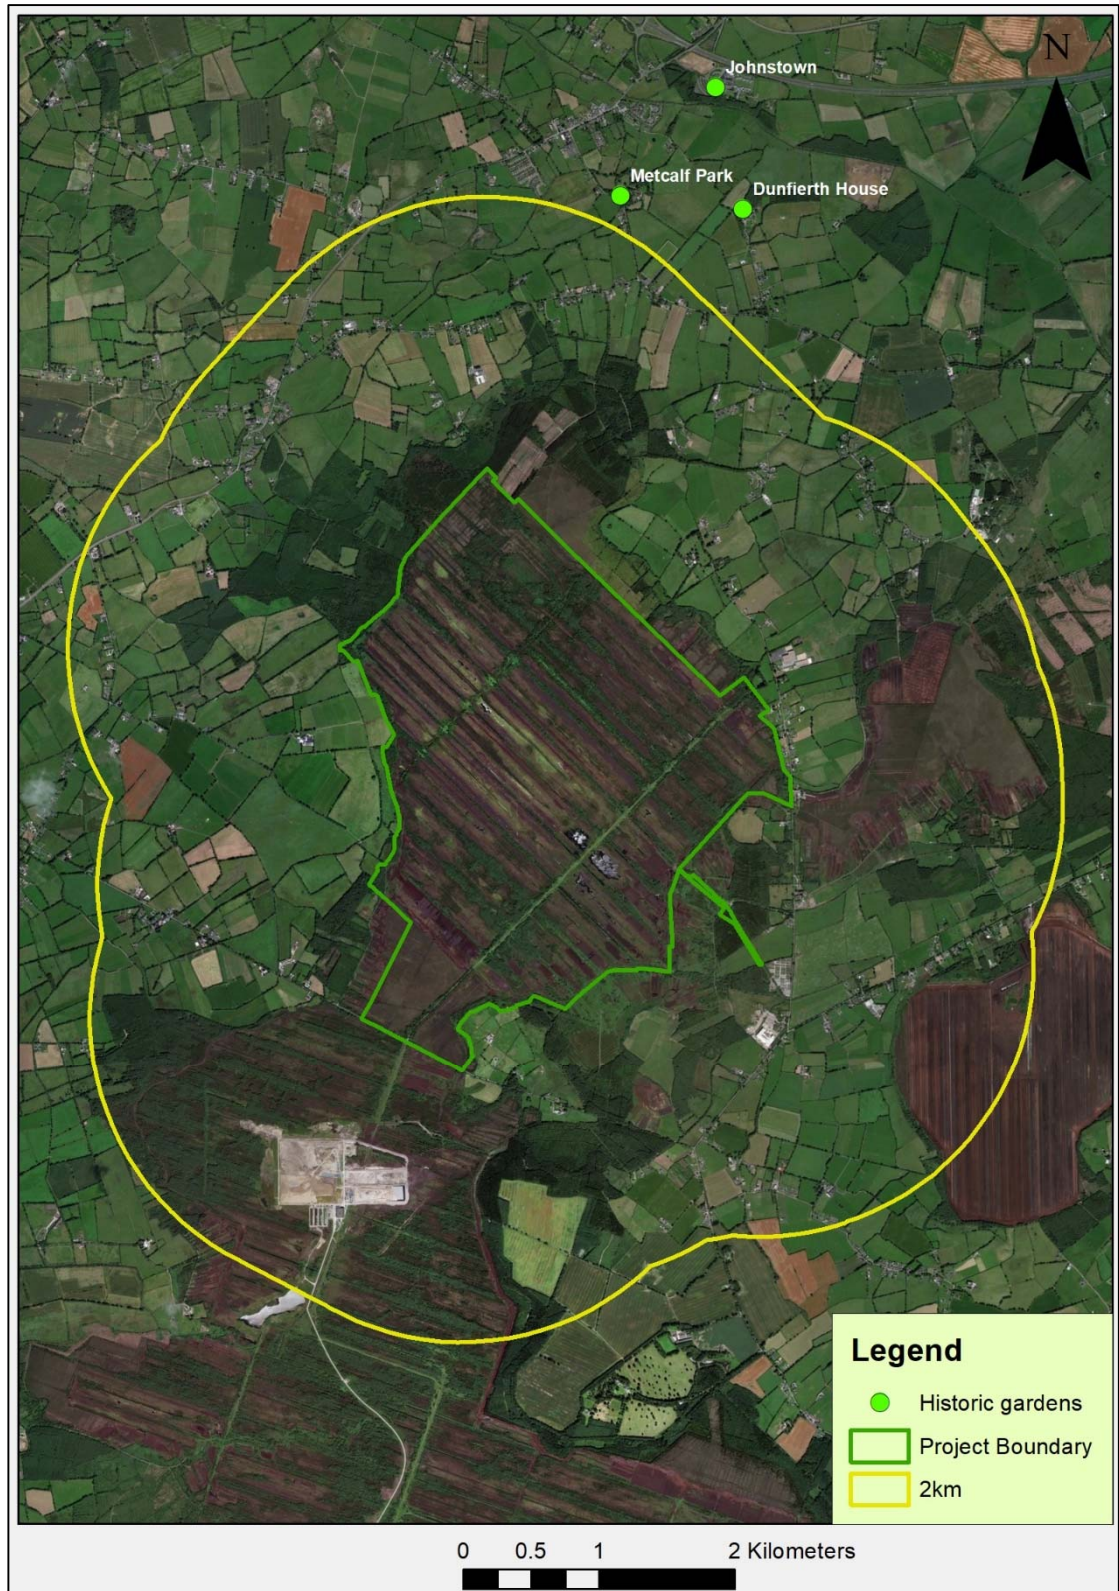 N
Johnstown
Metcalf Park
Dunfierth House
Legend
Historic gardens
Project Boundary
2km
0 0.5 1 2 Kilometers